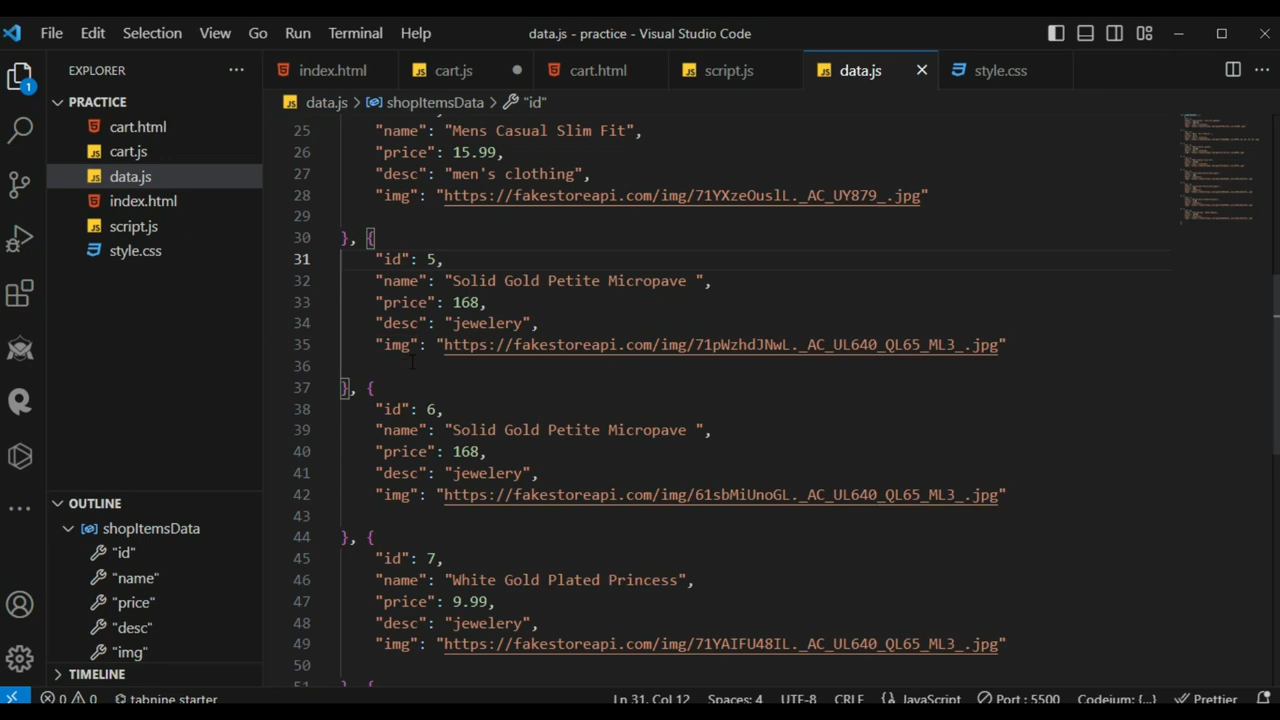 File Edit Selection View Go Run Terminal Help
data.js - practice - Visual Studio Code
EXPLORER
index.html
cart.js
cart.html
script.js
data.js
style.css
PRACTICE
cart.html
cart.js
data.js
index.html
script.js
style.css
OUTLINE
shopItemsData
"id"
"name"
"price"
"desc"
"img"
TIMELINE
1
data.js > shopItemsData > "id"
25 "name": "Mens Casual Slim Fit",
26 "price": 15.99,
27 "desc": "men's clothing",
28 "img": "https://fakestoreapi.com/img/71YXzeOuslL._AC_UY879_.jpg"
29
30 }, {
31 "id": 5,
32 "name": "Solid Gold Petite Micropave ",
33 "price": 168,
34 "desc": "jewelery",
35 "img": "https://fakestoreapi.com/img/71pWzhdJNwL._AC_UL640_QL65_ML3_.jpg"
36
37 }, {
38 "id": 6,
39 "name": "Solid Gold Petite Micropave ",
40 "price": 168,
41 "desc": "jewelery",
42 "img": "https://fakestoreapi.com/img/61sbMiUnoGL._AC_UL640_QL65_ML3_.jpg"
43
44 }, {
45 "id": 7,
46 "name": "White Gold Plated Princess",
47 "price": 9.99,
48 "desc": "jewelery",
49 "img": "https://fakestoreapi.com/img/71YAIFU48IL._AC_UL640_QL65_ML3_.jpg"
50
51 }, {
0 0 tabnine starter Ln 31, Col 12 Spaces: 4 UTF-8 CRLF {} JavaScript Port : 5500 Codeium: {...} Prettier